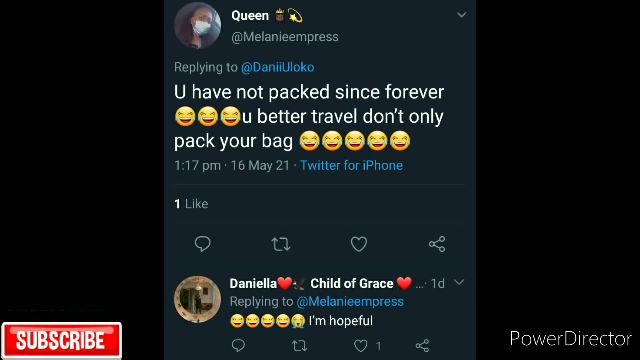 Queen
@Melanieempress
Replying to @DaniiUloko
U have not packed since forever
😂😂😂u better travel don't only
pack your bag 😂😂😂😂😂
1:17 pm · 16 May 21 · Twitter for iPhone
1 Like
Daniella❤️ Child of Grace ❤️ ... · 1d
Replying to @Melanieempress
😂😂😂😂😭I'm hopeful
1
SUBSCRIBE
PowerDirector